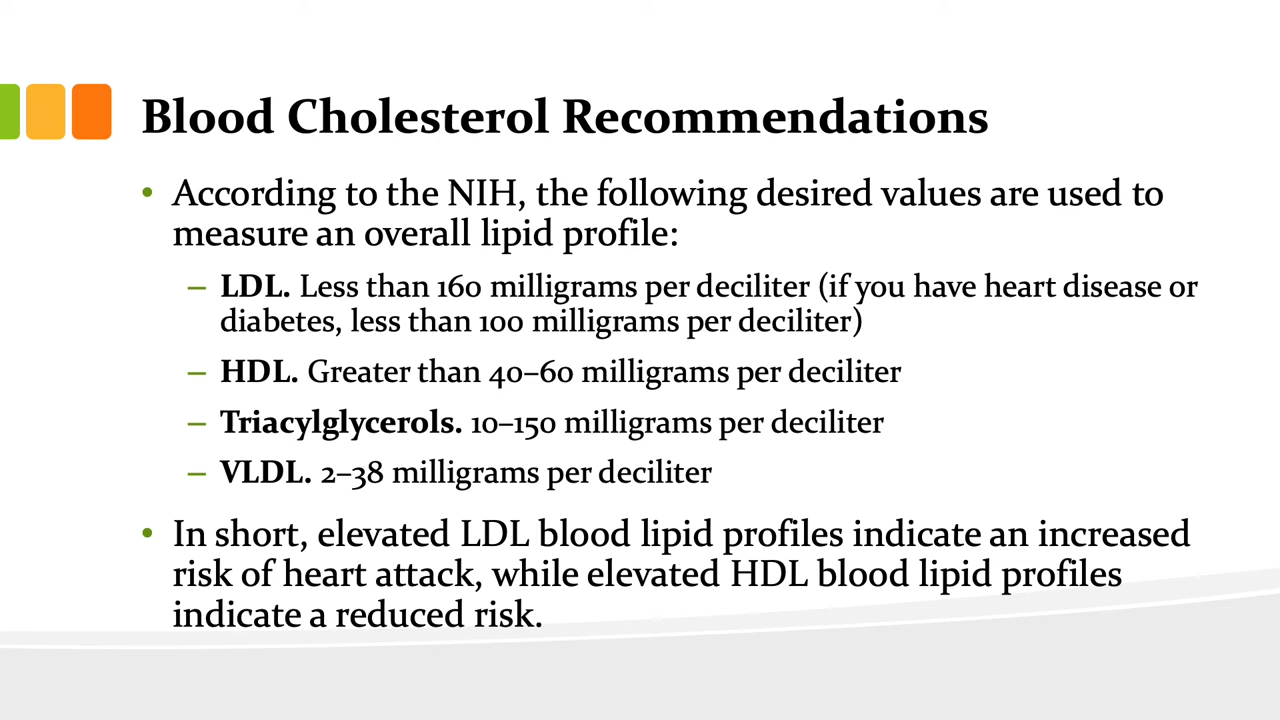 Blood Cholesterol Recommendations
• According to the NIH, the following desired values are used to
measure an overall lipid profile:
– LDL. Less than 160 milligrams per deciliter (if you have heart disease or
diabetes, less than 100 milligrams per deciliter)
– HDL. Greater than 40–60 milligrams per deciliter
– Triacylglycerols. 10–150 milligrams per deciliter
– VLDL. 2–38 milligrams per deciliter
• In short, elevated LDL blood lipid profiles indicate an increased
risk of heart attack, while elevated HDL blood lipid profiles
indicate a reduced risk.